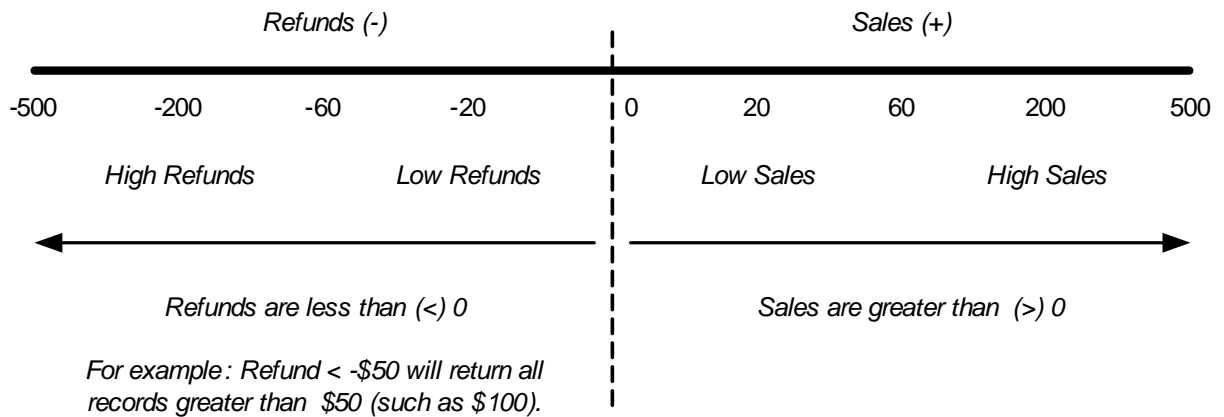 Refunds (-) Sales (+)
-500 -200 -60 -20 0 20 60 200 500
High Refunds Low Refunds Low Sales High Sales
Refunds are less than (<) 0 Sales are greater than (>) 0
For example: Refund < -$50 will return all
records greater than $50 (such as $100).